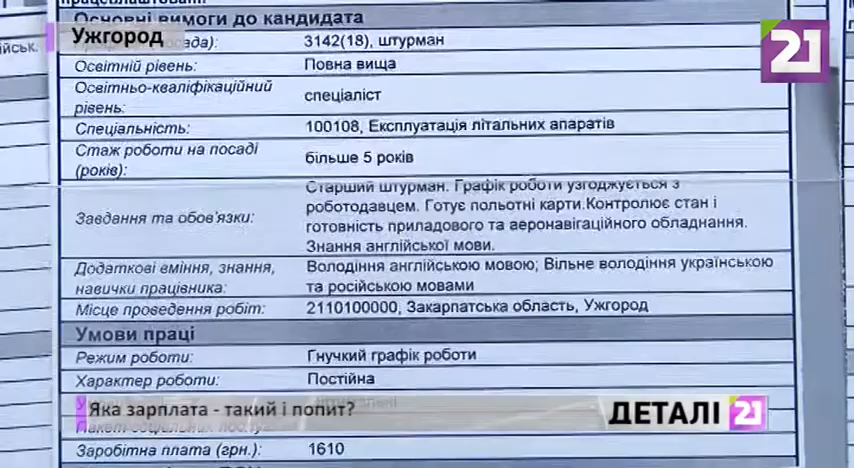 Основні вимоги до кандидата
Ужгород
21
3142(18), штурман
Освітній рівень: Повна вища
Освітньо-кваліфікаційний
рівень: спеціаліст
Спеціальність: 100108, Експлуатація літальних апаратів
Стаж роботи на посаді
(років): більше 5 років
Завдання та обов'язки: Старший штурман. Графік роботи узгоджується з
роботодавцем. Готує польотні карти.Контролює стан і
готовність приладового та аеронавігаційного обладнання.
Знання англійської мови.
Додаткові вміння, знання, Володіння англійською мовою; Вільне володіння українською
навички працівника: та російською мовами
Місце проведення робіт: 2110100000, Закарпатська область, Ужгород
Умови праці
Режим роботи: Гнучкий графік роботи
Характер роботи: Постійна
Яка зарплата - такий і попит?
ДЕТАЛІ 21
Заробітна плата (грн.): 1610